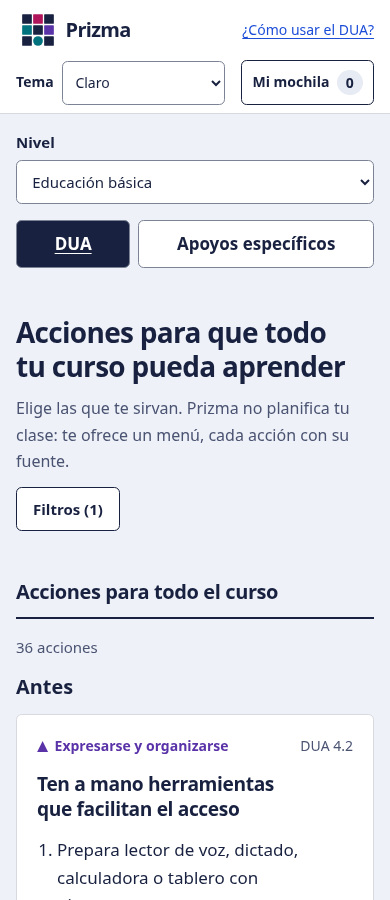 Prizma
¿Cómo usar el DUA?
Tema
Claro
Mi mochila 0
Nivel
Educación básica
DUA
Apoyos específicos
Acciones para que todo
tu curso pueda aprender
Elige las que te sirvan. Prizma no planifica tu
clase: te ofrece un menú, cada acción con su
fuente.
Filtros (1)
Acciones para todo el curso
36 acciones
Antes
▲ Expresarse y organizarse
DUA 4.2
Ten a mano herramientas
que facilitan el acceso
1. Prepara lector de voz, dictado,
calculadora o tablero con